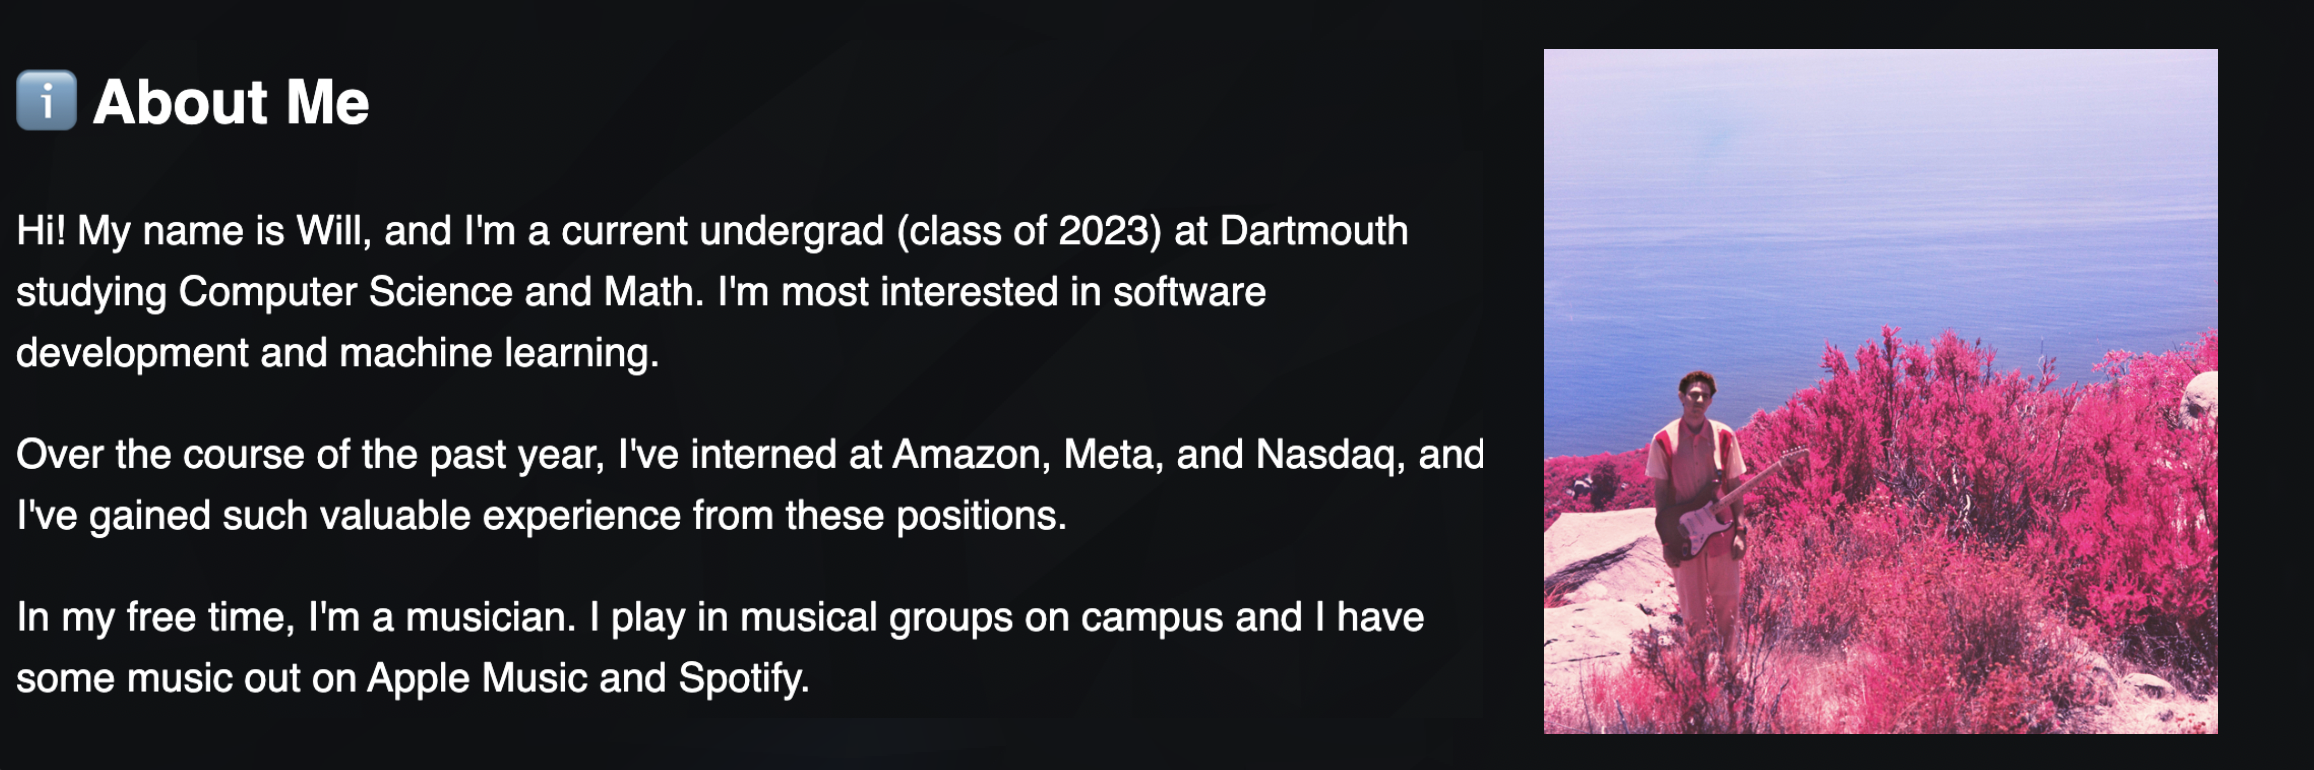 ℹ️ About Me
Hi! My name is Will, and I'm a current undergrad (class of 2023) at Dartmouth
studying Computer Science and Math. I'm most interested in software
development and machine learning.
Over the course of the past year, I've interned at Amazon, Meta, and Nasdaq, and
I've gained such valuable experience from these positions.
In my free time, I'm a musician. I play in musical groups on campus and I have
some music out on Apple Music and Spotify.